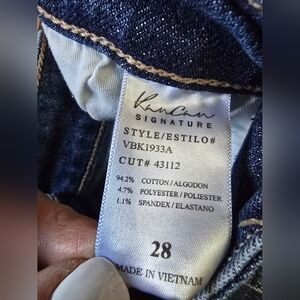 KanCan
SIGNATURE
STYLE/ESTILO#
VBK1933A
CUT# 43112
94.2% COTTON/ALGODON
4.7% POLYESTER/POLIESTER
1.1% SPANDEX/ELASTANO
28
MADE IN VIETNAM